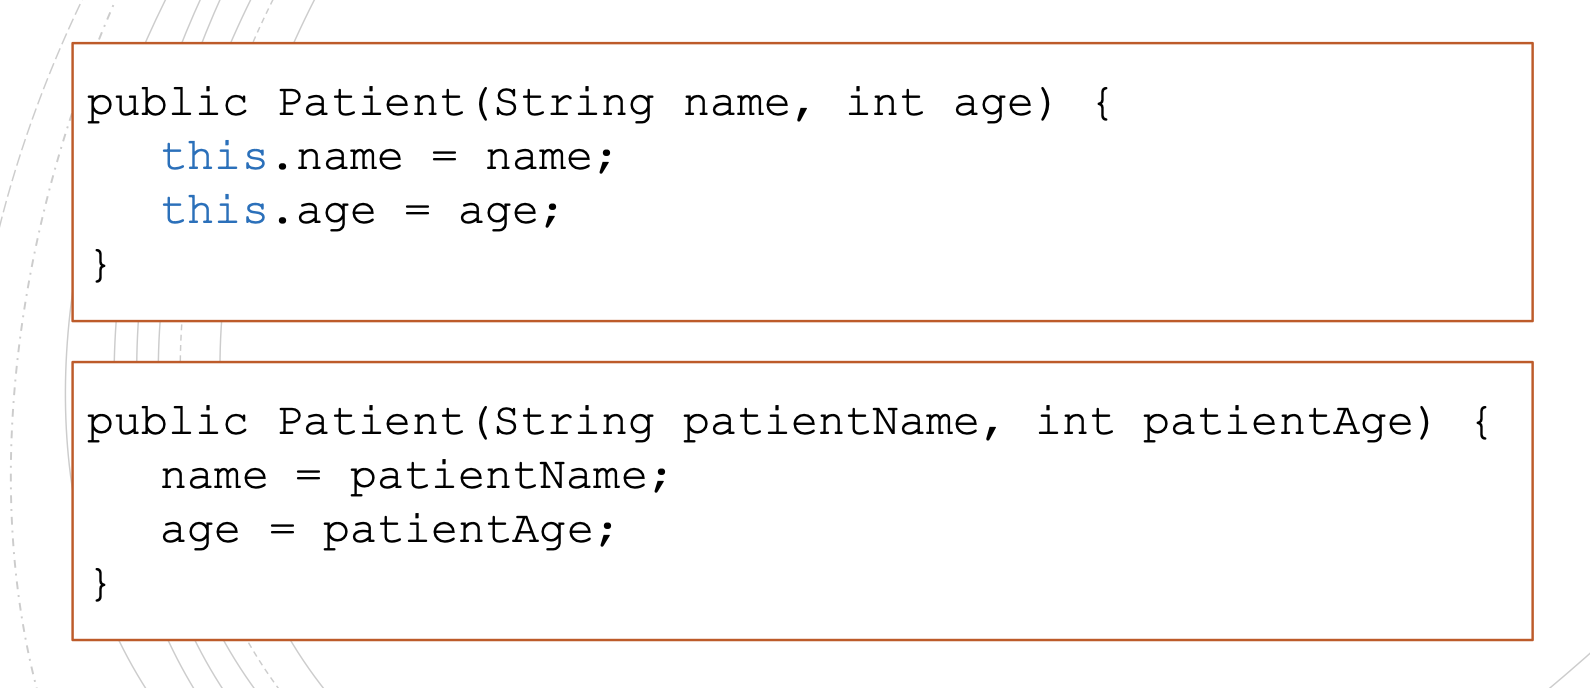 public Patient(String name, int age) {
this.name = name;
this.age = age;
}
public Patient(String patientName, int patientAge) {
name = patientName;
age = patientAge;
}